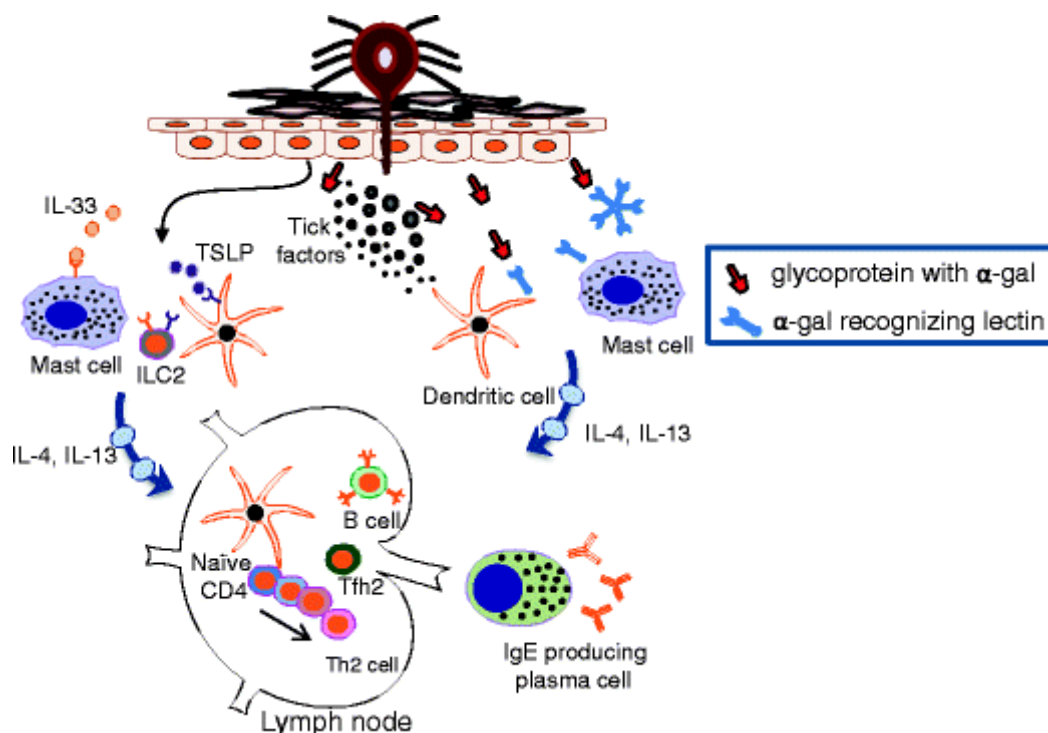 IL-33
TSLP
Tick
factors
glycoprotein with α-gal
α-gal recognizing lectin
Mast cell
ILC2
Dendritic cell
Mast cell
IL-4, IL-13
IL-4, IL-13
B cell
Naïve
CD4
Tfh2
Th2 cell
IgE producing
plasma cell
Lymph node